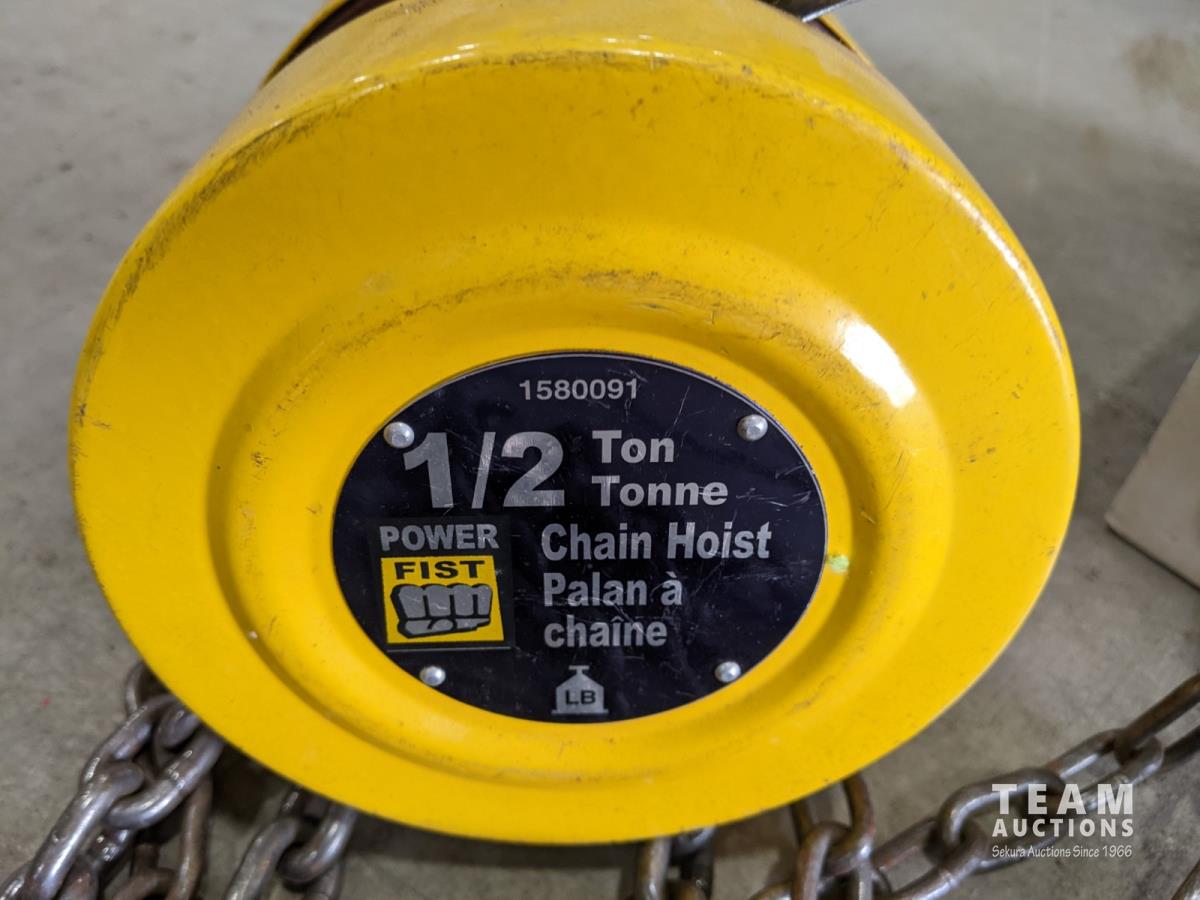 1580091
1/2 Ton
Tonne
Chain Hoist
Palan à
chaîne
POWER
FIST
LB
TEAM
AUCTIONS
Sekura Auctions Since 1966